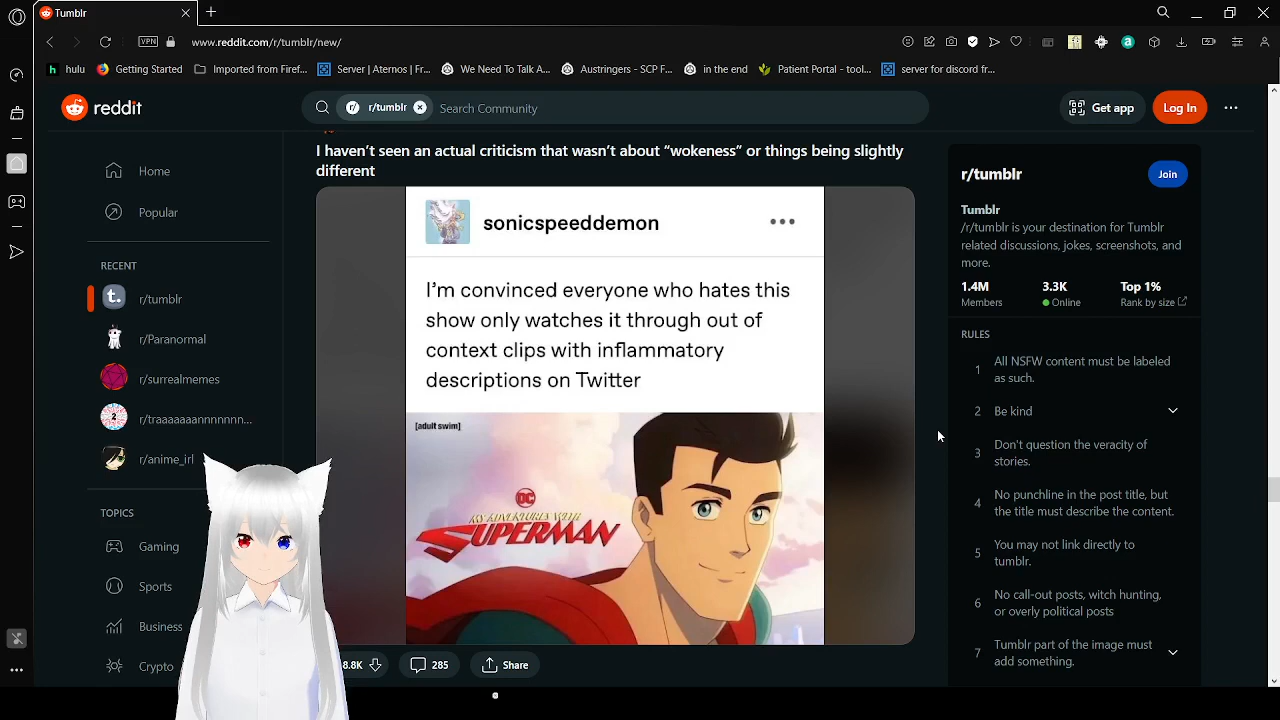 Tumblr
VPN
www.reddit.com/r/tumblr/new/
hulu
Getting Started
Imported from Firef...
Server | Aternos | Fr...
We Need To Talk A...
Austringers - SCP F...
in the end
Patient Portal - tool...
server for discord fr...
reddit
r/tumblr
Search Community
Get app
Log In
Home
Popular
RECENT
r/tumblr
r/Paranormal
r/surrealmemes
r/traaaaaaannnnnnn...
r/anime_irl
TOPICS
Gaming
Sports
Business
Crypto
I haven't seen an actual criticism that wasn't about “wokeness” or things being slightly
different
sonicspeeddemon
I'm convinced everyone who hates this
show only watches it through out of
context clips with inflammatory
descriptions on Twitter
[adult swim]
DC
MY ADVENTURES WITH
SUPERMAN
8.8K
285
Share
r/tumblr
Join
Tumblr
/r/tumblr is your destination for Tumblr
related discussions, jokes, screenshots, and
more.
1.4M
3.3K
Top 1%
Members
Online
Rank by size
RULES
1 All NSFW content must be labeled
as such.
2 Be kind
3 Don't question the veracity of
stories.
4 No punchline in the post title, but
the title must describe the content.
5 You may not link directly to
tumblr.
6 No call-out posts, witch hunting,
or overly political posts
7 Tumblr part of the image must
add something.